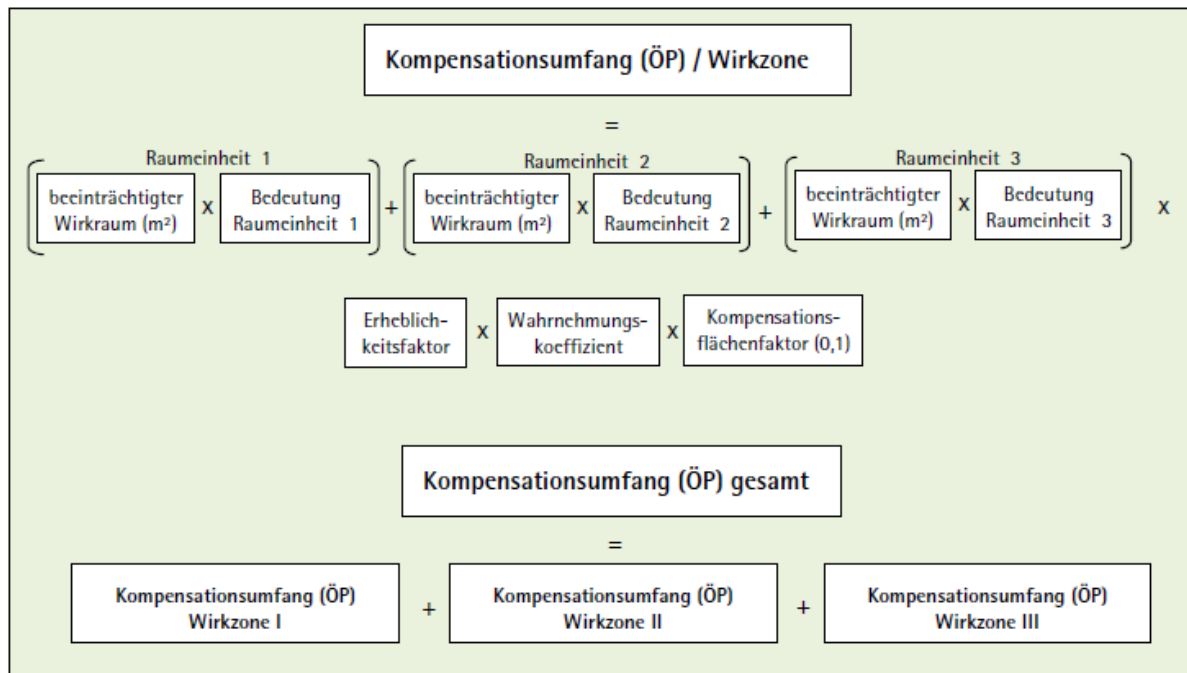 Kompensationsumfang (ÖP) / Wirkzone
=
Raumeinheit 1
Raumeinheit 2
Raumeinheit 3
beeinträchtigter
Wirkraum (m²)
x
Bedeutung
Raumeinheit 1
+
beeinträchtigter
Wirkraum (m²)
x
Bedeutung
Raumeinheit 2
+
beeinträchtigter
Wirkraum (m²)
x
Bedeutung
Raumeinheit 3
x
Erheblich-
keitsfaktor
x
Wahrnehmungs-
koeffizient
x
Kompensations-
flächenfaktor (0,1)
Kompensationsumfang (ÖP) gesamt
=
Kompensationsumfang (ÖP)
Wirkzone I
+
Kompensationsumfang (ÖP)
Wirkzone II
+
Kompensationsumfang (ÖP)
Wirkzone III